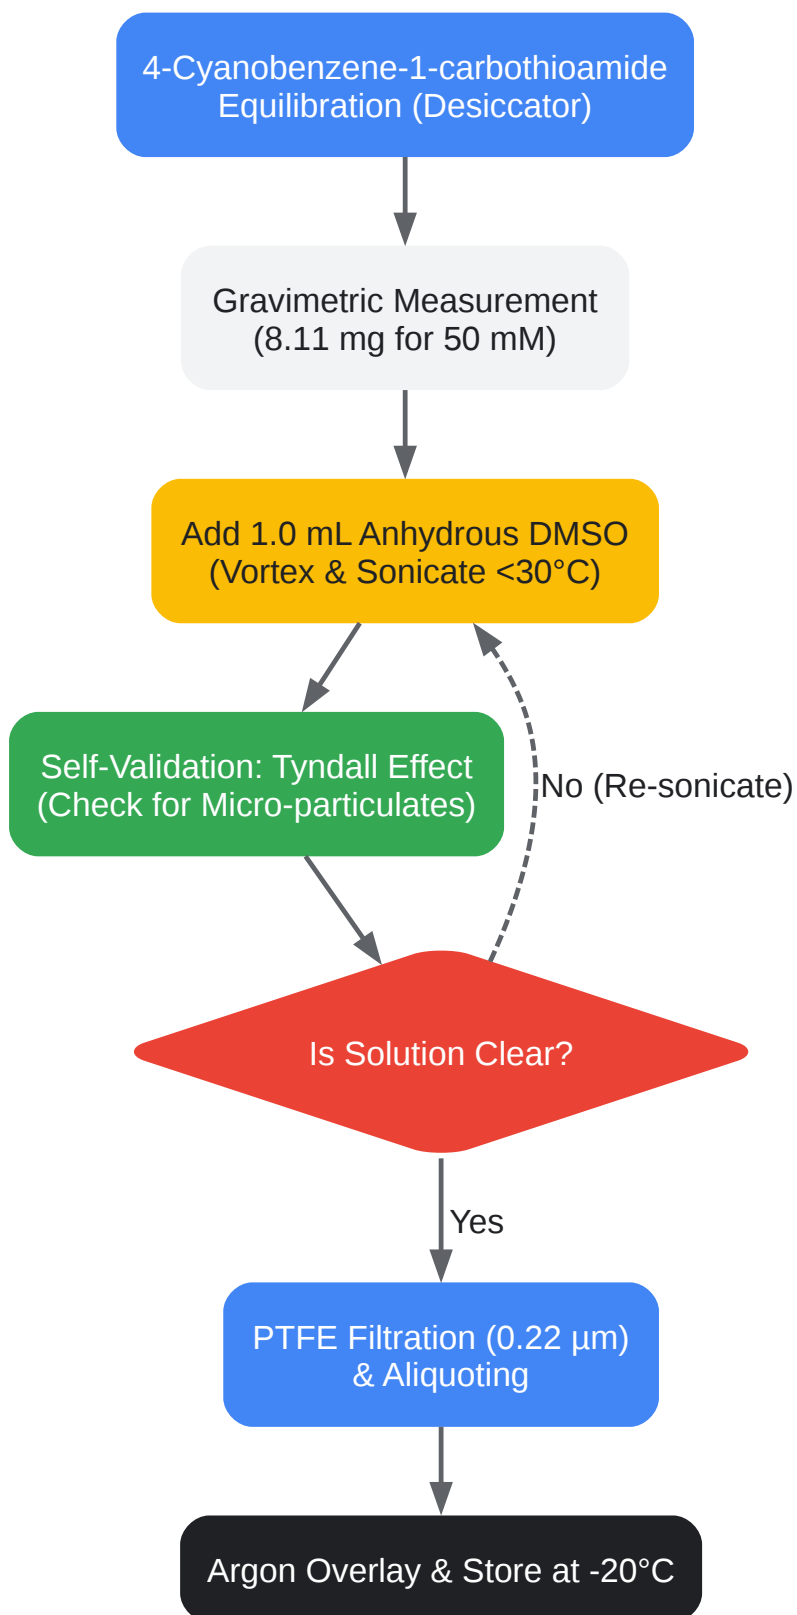 4-Cyanobenzene-1-carbothioamide
Equilibration (Desiccator)
Gravimetric Measurement
(8.11 mg for 50 mM)
Add 1.0 mL Anhydrous DMSO
(Vortex & Sonicate <30°C)
Self-Validation: Tyndall Effect
(Check for Micro-particulates)
No (Re-sonicate)
Is Solution Clear?
Yes
PTFE Filtration (0.22 µm)
& Aliquoting
Argon Overlay & Store at -20°C